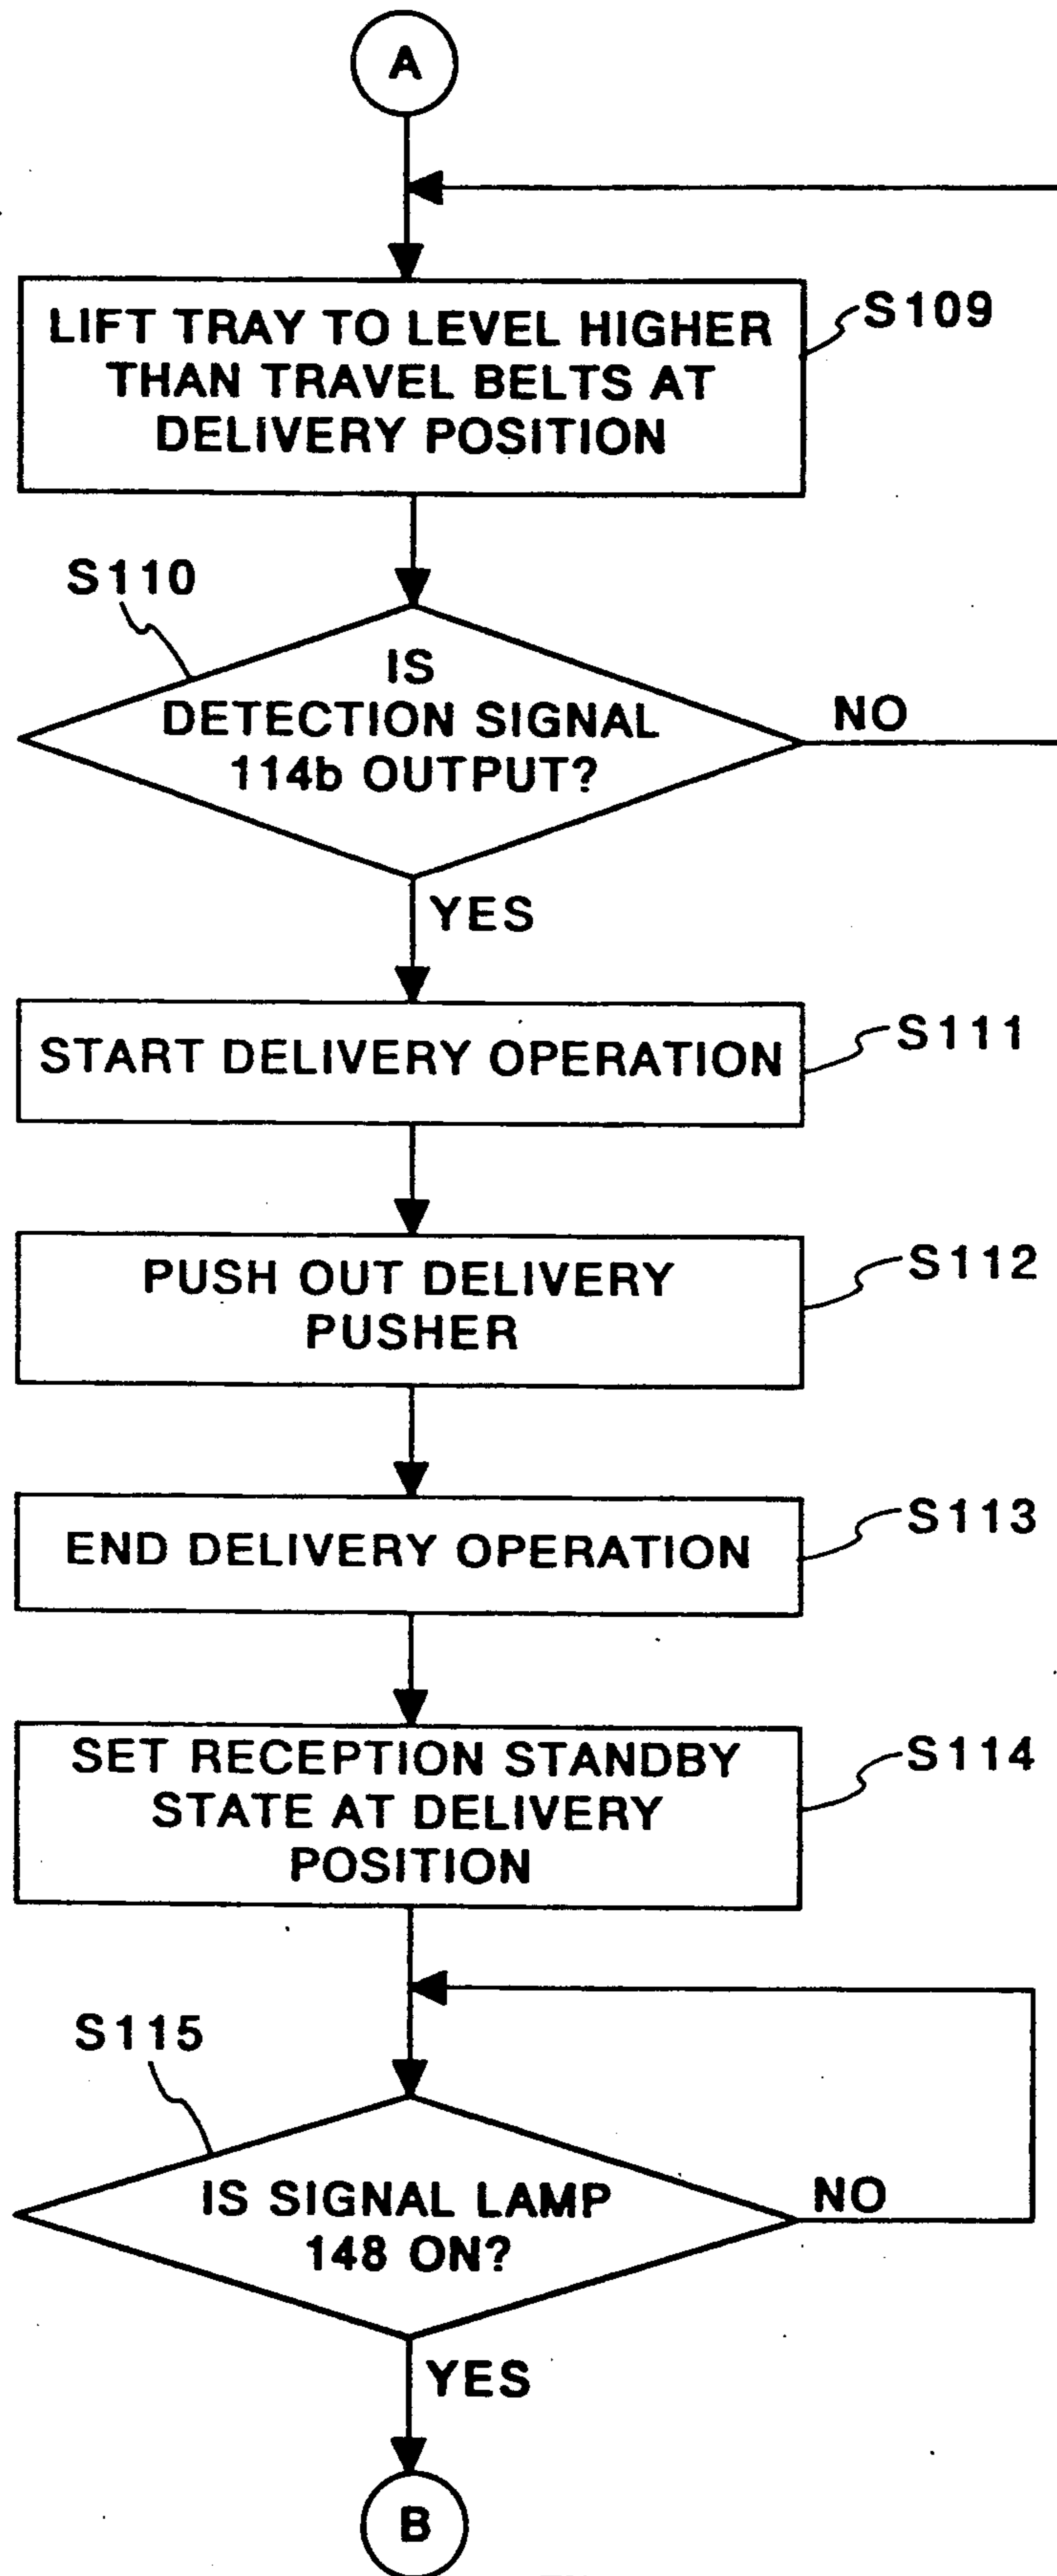 A
LIFT TRAY TO LEVEL HIGHER
THAN TRAVEL BELTS AT
DELIVERY POSITION
S109
S110
IS
DETECTION SIGNAL
114b OUTPUT?
NO
YES
START DELIVERY OPERATION
S111
PUSH OUT DELIVERY
PUSHER
S112
END DELIVERY OPERATION
S113
SET RECEPTION STANDBY
STATE AT DELIVERY
POSITION
S114
S115
IS SIGNAL LAMP
148 ON?
NO
YES
B